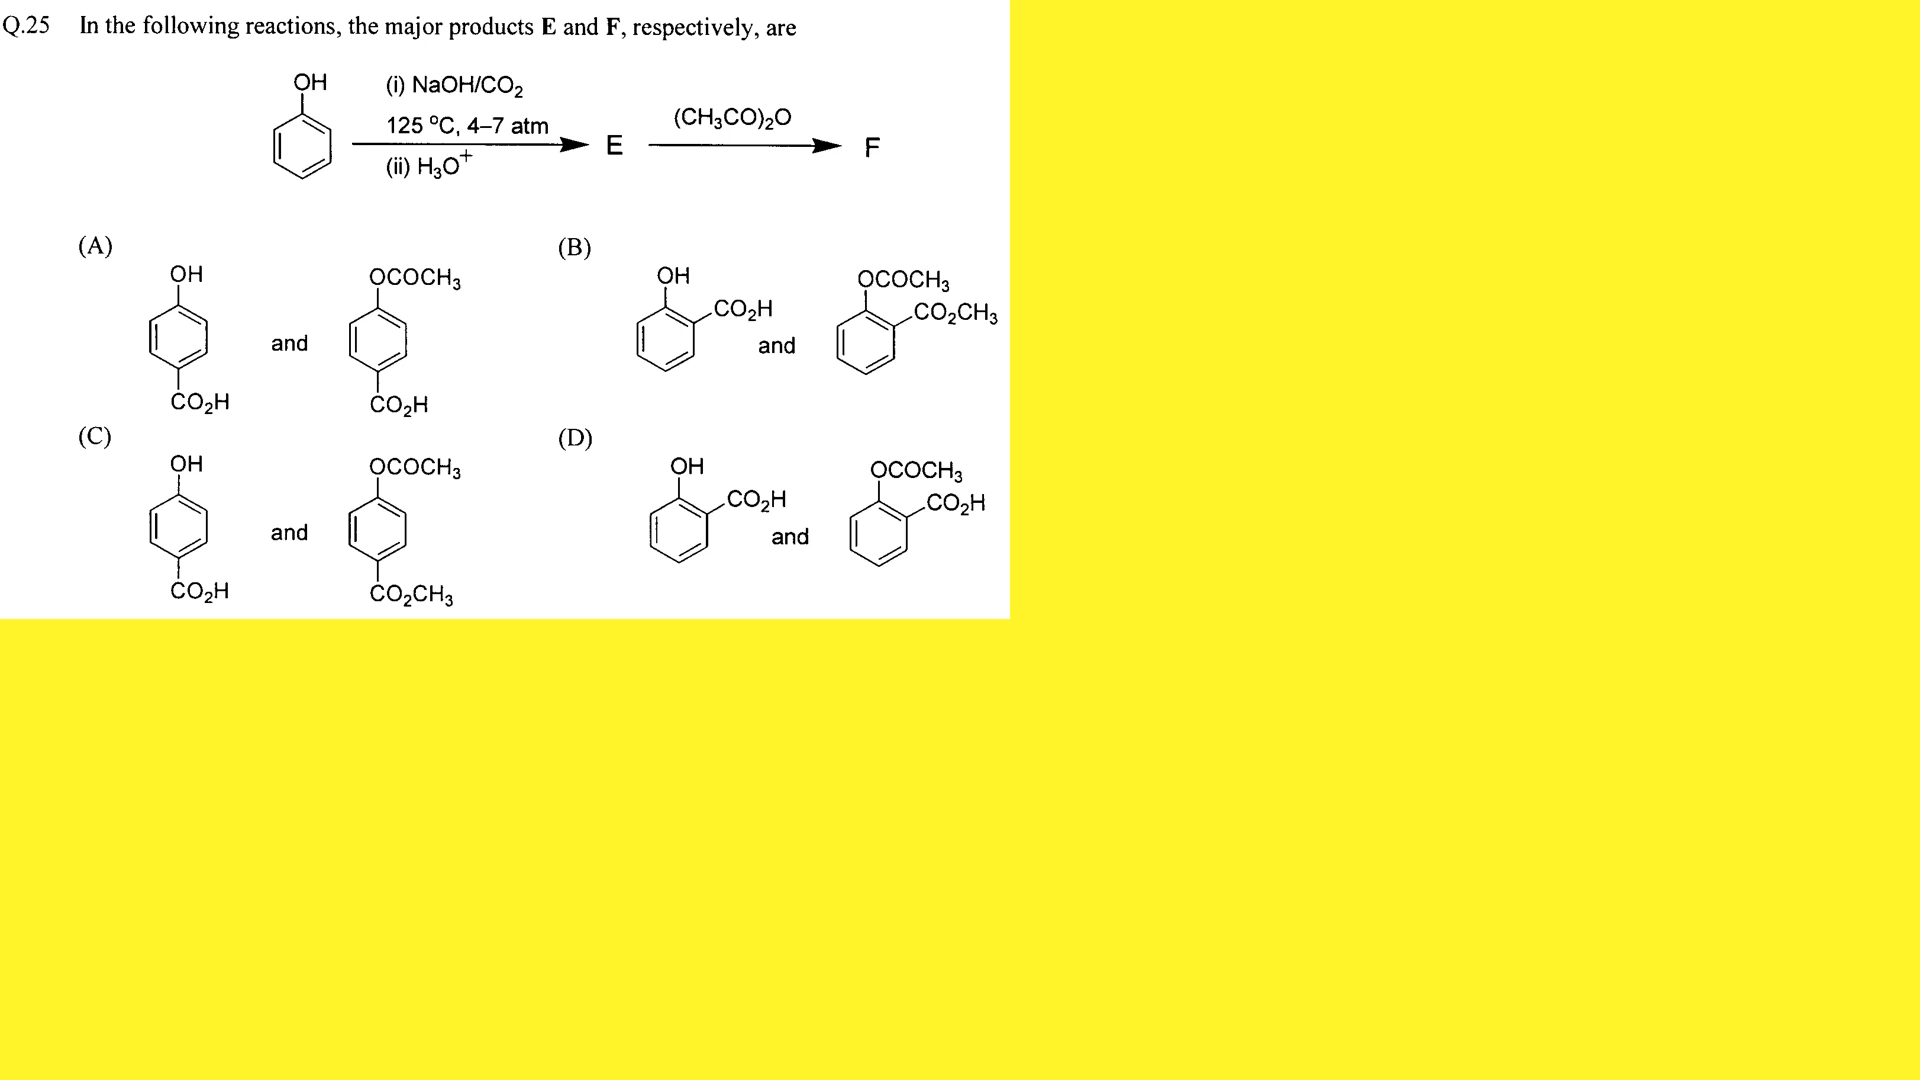 Q.25 In the following reactions, the major products E and F, respectively, are
OH
(i) NaOH/CO₂
125 °C, 4–7 atm
(ii) H₃O⁺
E
(CH₃CO)₂O
F
(A)
OH
CO₂H
and
OCOCH₃
CO₂H
(B)
OH
CO₂H
and
OCOCH₃
CO₂CH₃
(C)
OH
CO₂H
and
OCOCH₃
CO₂CH₃
(D)
OH
CO₂H
and
OCOCH₃
CO₂H